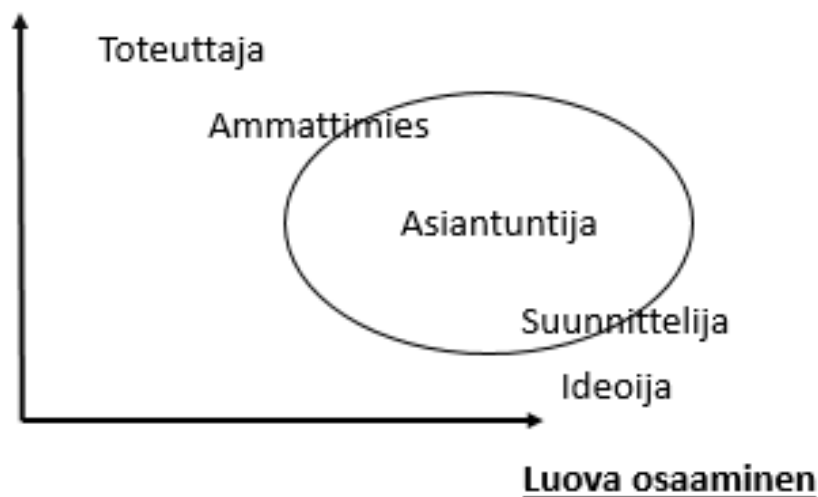 Toteuttaja
Ammattimies
Asiantuntija
Suunnittelija
Ideoija
Luova osaaminen